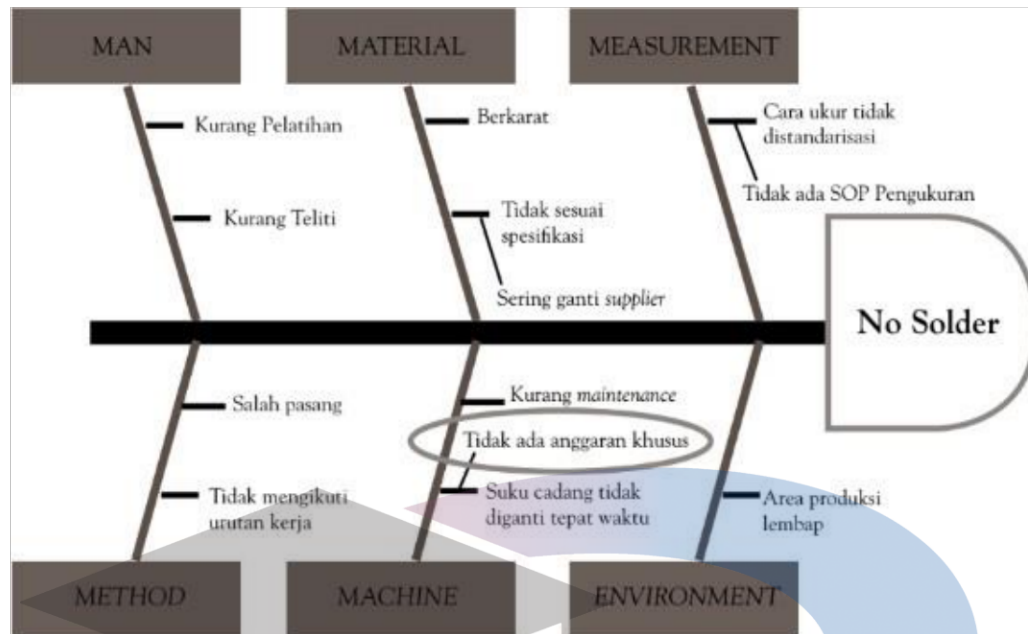 MAN
MATERIAL
MEASUREMENT
Kurang Pelatihan
Kurang Teliti
Berkarat
Tidak sesuai
spesifikasi
Sering ganti supplier
Cara ukur tidak
distandarisasi
Tidak ada SOP Pengukuran
No Solder
Salah pasang
Tidak mengikuti
urutan kerja
Kurang maintenance
Tidak ada anggaran khusus
Suku cadang tidak
diganti tepat waktu
Area produksi
lembap
METHOD
MACHINE
ENVIRONMENT